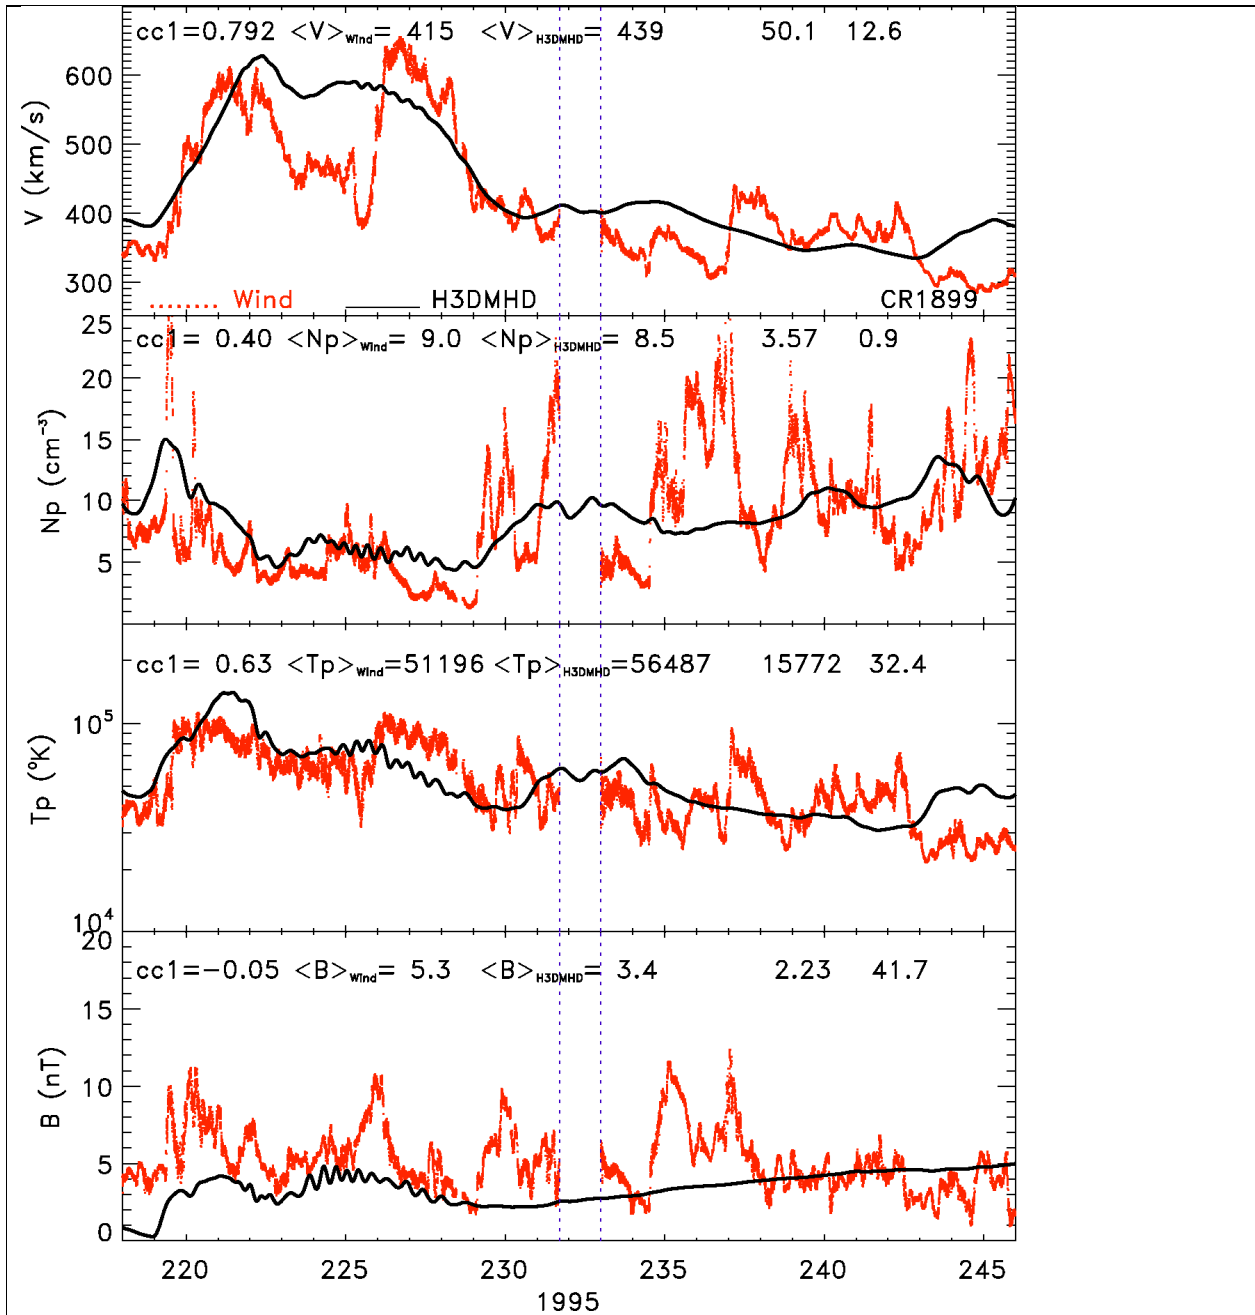 cc1=0.792 <V>Wind= 415 <V>H3DMHD= 439 50.1 12.6
600
500
400
300
V (km/s)
Wind H3DMHD CR1899
cc1= 0.40 <Np>Wind= 9.0 <Np>H3DMHD= 8.5 3.57 0.9
25
20
15
10
5
Np (cm⁻³)
cc1= 0.63 <Tp>Wind=51196 <Tp>H3DMHD=56487 15772 32.4
10⁵
10⁴
Tp (°K)
cc1=−0.05 <B>Wind= 5.3 <B>H3DMHD= 3.4 2.23 41.7
20
15
10
5
0
B (nT)
220 225 230 235 240 245
1995